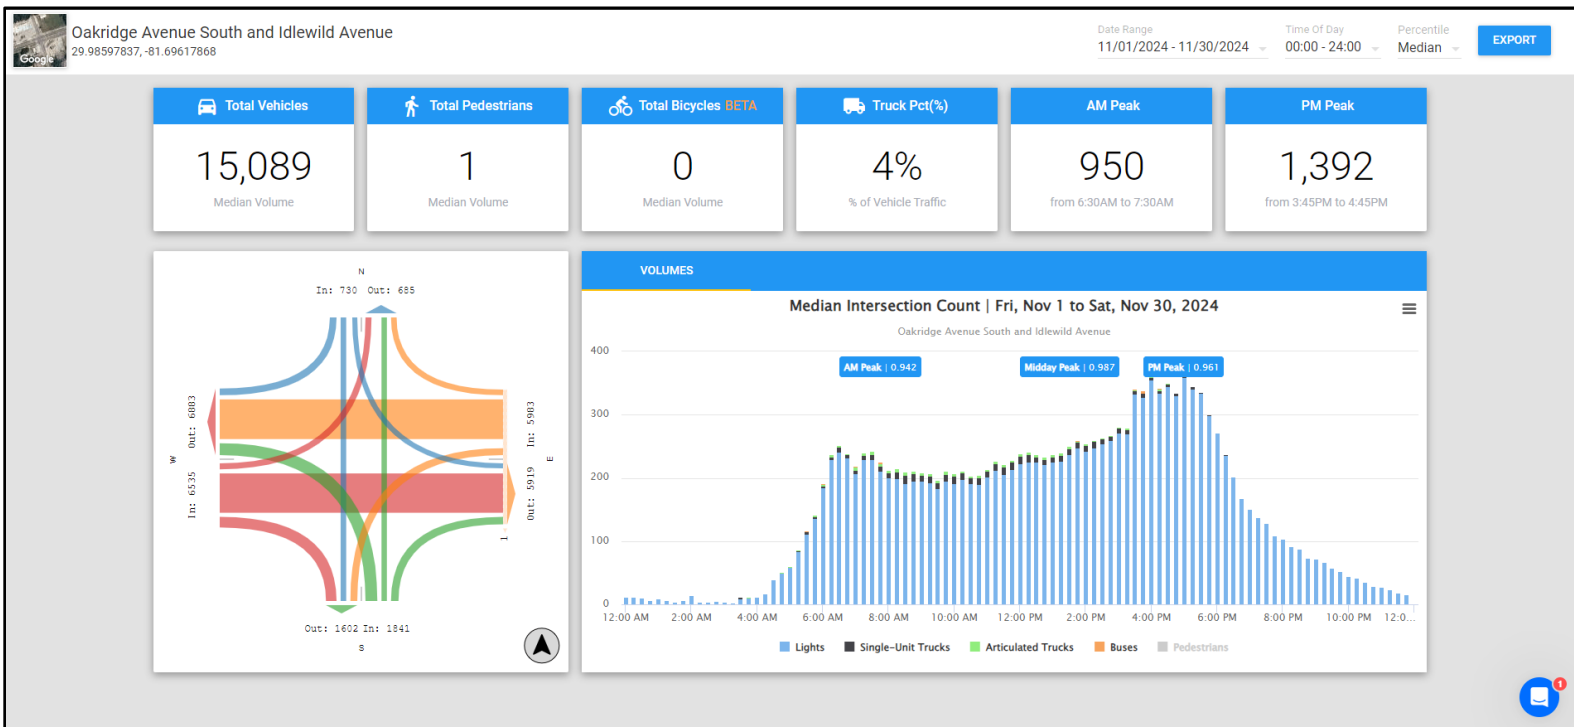 Oakridge Avenue South and Idlewild Avenue
29.98597837, -81.69617868
Google
Date Range
11/01/2024 - 11/30/2024
Time Of Day
00:00 - 24:00
Percentile
Median
EXPORT
Total Vehicles
15,089
Median Volume
Total Pedestrians
1
Median Volume
Total Bicycles BETA
0
Median Volume
Truck Pct(%)
4%
% of Vehicle Traffic
AM Peak
950
from 6:30AM to 7:30AM
PM Peak
1,392
from 3:45PM to 4:45PM
N
In: 730 Out: 685
W
Out: 6883
In: 6535
In: 5983
E
Out: 5919
1
Out: 1602 In: 1841
S
VOLUMES
Median Intersection Count | Fri, Nov 1 to Sat, Nov 30, 2024
Oakridge Avenue South and Idlewild Avenue
AM Peak | 0.942
Midday Peak | 0.987
PM Peak | 0.961
400
300
200
100
0
12:00 AM 2:00 AM 4:00 AM 6:00 AM 8:00 AM 10:00 AM 12:00 PM 2:00 PM 4:00 PM 6:00 PM 8:00 PM 10:00 PM 12:0...
Lights Single-Unit Trucks Articulated Trucks Buses Pedestrians
1